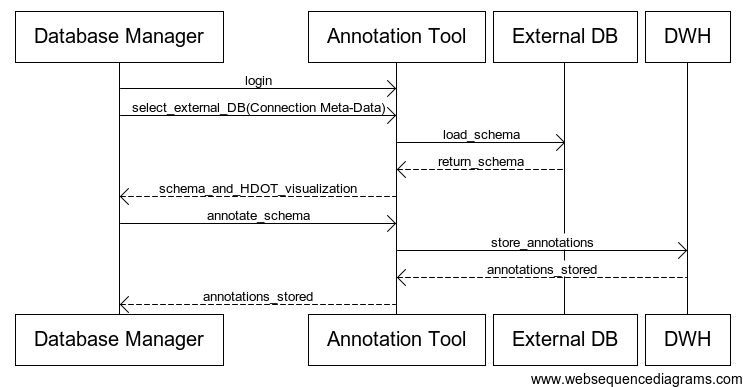 Database Manager Annotation Tool External DB DWH
login
select_external_DB(Connection Meta-Data)
load_schema
return_schema
schema_and_HDOT_visualization
annotate_schema
store_annotations
annotations_stored
annotations_stored
Database Manager Annotation Tool External DB DWH
www.websequencediagrams.com